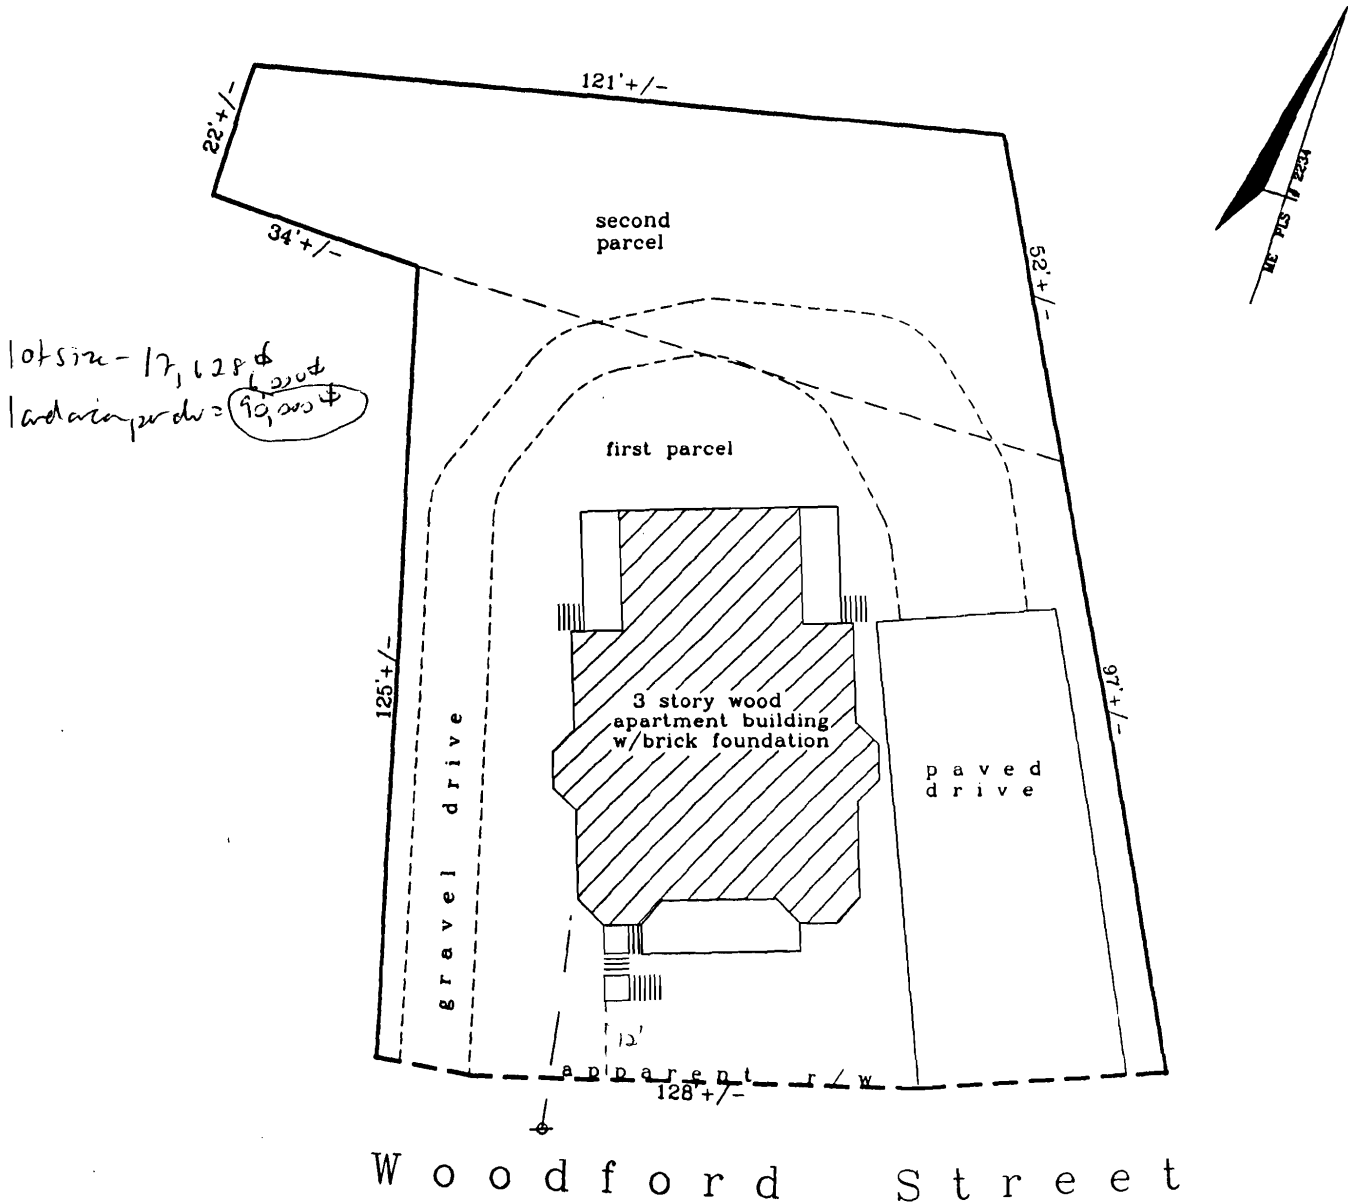 121'+/-
22'+/-
34'+/-
second
parcel
52'+/-
ME PLS # 2234
lot size - 17,628
first parcel
125'+/-
97'+/-
3 story wood
apartment building
w/brick foundation
gravel drive
paved
drive
12'
apparent r/w
128'+/-
Woodford Street